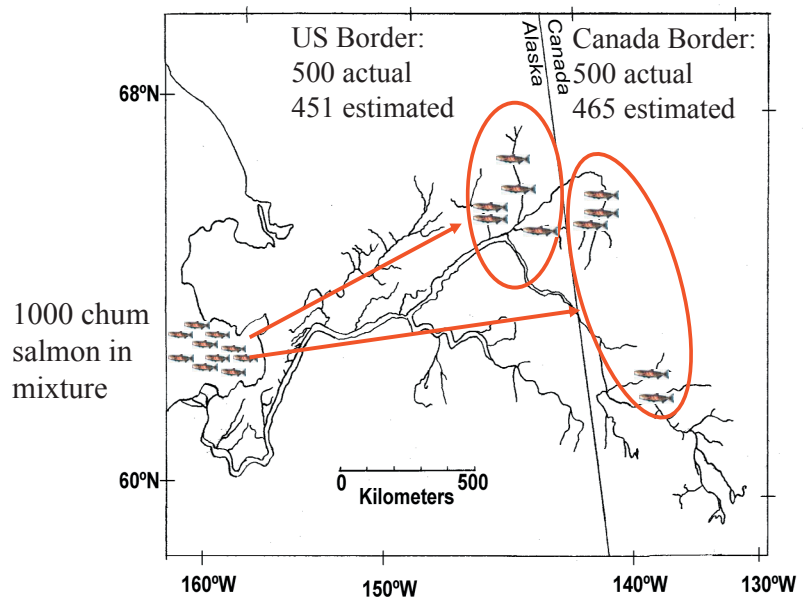 US Border:
500 actual
451 estimated
Canada Border:
500 actual
465 estimated
Alaska
Canada
68ºN
1000 chum
salmon in
mixture
60ºN
0 500
Kilometers
160ºW 150ºW 140ºW 130ºW